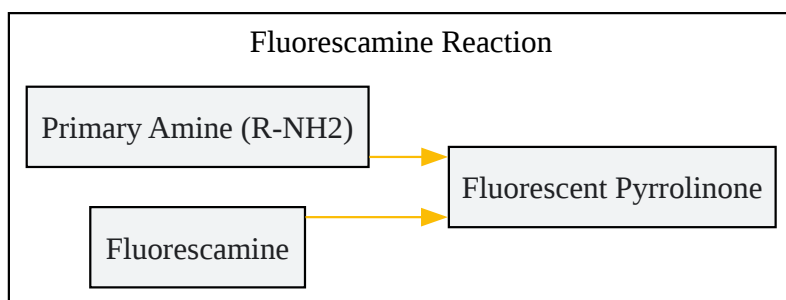 Fluorescamine Reaction
Primary Amine (R-NH2)
Fluorescent Pyrrolinone
Fluorescamine